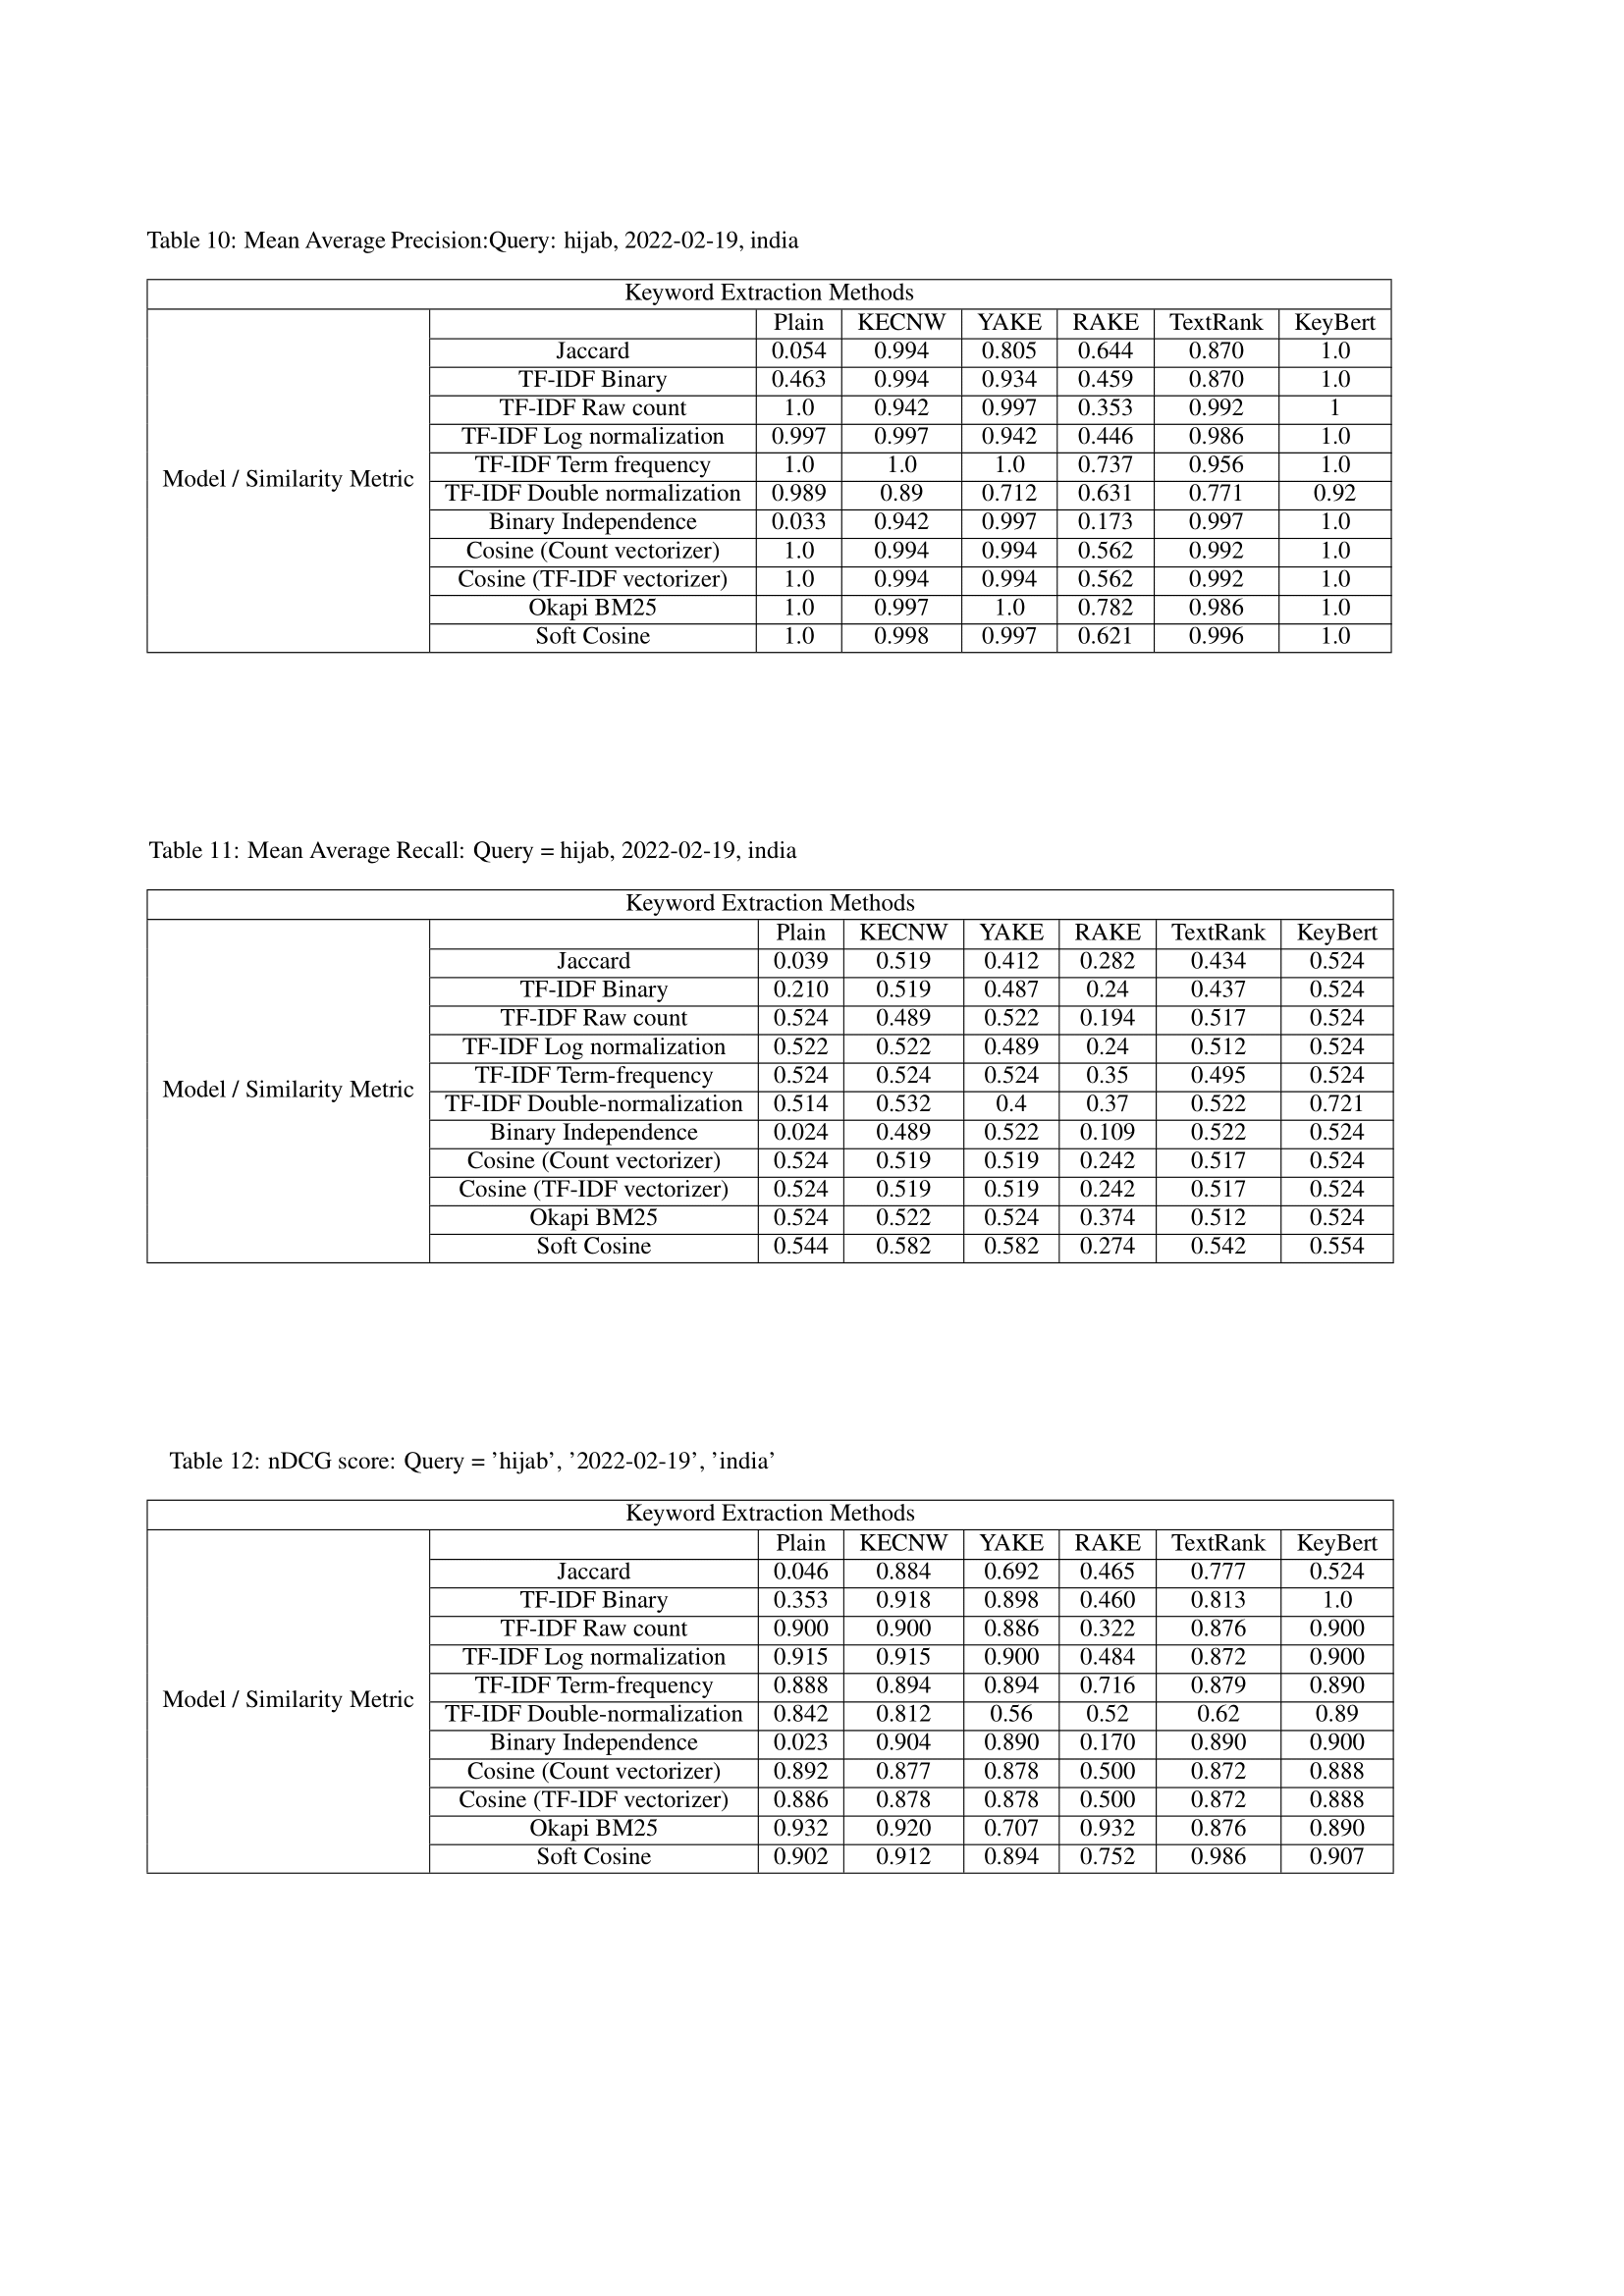 Table 10: Mean Average Precision:Query: hijab, 2022-02-19, india
Keyword Extraction Methods
Plain KECNW YAKE RAKE TextRank KeyBert
Jaccard 0.054 0.994 0.805 0.644 0.870 1.0
TF-IDF Binary 0.463 0.994 0.934 0.459 0.870 1.0
TF-IDF Raw count 1.0 0.942 0.997 0.353 0.992 1
TF-IDF Log normalization 0.997 0.997 0.942 0.446 0.986 1.0
TF-IDF Term frequency 1.0 1.0 1.0 0.737 0.956 1.0
Model / Similarity Metric
TF-IDF Double normalization 0.989 0.89 0.712 0.631 0.771 0.92
Binary Independence 0.033 0.942 0.997 0.173 0.997 1.0
Cosine (Count vectorizer) 1.0 0.994 0.994 0.562 0.992 1.0
Cosine (TF-IDF vectorizer) 1.0 0.994 0.994 0.562 0.992 1.0
Okapi BM25 1.0 0.997 1.0 0.782 0.986 1.0
Soft Cosine 1.0 0.998 0.997 0.621 0.996 1.0
Table 11: Mean Average Recall: Query = hijab, 2022-02-19, india
Keyword Extraction Methods
Plain KECNW YAKE RAKE TextRank KeyBert
Jaccard 0.039 0.519 0.412 0.282 0.434 0.524
TF-IDF Binary 0.210 0.519 0.487 0.24 0.437 0.524
TF-IDF Raw count 0.524 0.489 0.522 0.194 0.517 0.524
TF-IDF Log normalization 0.522 0.522 0.489 0.24 0.512 0.524
TF-IDF Term-frequency 0.524 0.524 0.524 0.35 0.495 0.524
Model / Similarity Metric
TF-IDF Double-normalization 0.514 0.532 0.4 0.37 0.522 0.721
Binary Independence 0.024 0.489 0.522 0.109 0.522 0.524
Cosine (Count vectorizer) 0.524 0.519 0.519 0.242 0.517 0.524
Cosine (TF-IDF vectorizer) 0.524 0.519 0.519 0.242 0.517 0.524
Okapi BM25 0.524 0.522 0.524 0.374 0.512 0.524
Soft Cosine 0.544 0.582 0.582 0.274 0.542 0.554
Table 12: nDCG score: Query = ’hijab’, ’2022-02-19’, ’india’
Keyword Extraction Methods
Plain KECNW YAKE RAKE TextRank KeyBert
Jaccard 0.046 0.884 0.692 0.465 0.777 0.524
TF-IDF Binary 0.353 0.918 0.898 0.460 0.813 1.0
TF-IDF Raw count 0.900 0.900 0.886 0.322 0.876 0.900
TF-IDF Log normalization 0.915 0.915 0.900 0.484 0.872 0.900
TF-IDF Term-frequency 0.888 0.894 0.894 0.716 0.879 0.890
Model / Similarity Metric
TF-IDF Double-normalization 0.842 0.812 0.56 0.52 0.62 0.89
Binary Independence 0.023 0.904 0.890 0.170 0.890 0.900
Cosine (Count vectorizer) 0.892 0.877 0.878 0.500 0.872 0.888
Cosine (TF-IDF vectorizer) 0.886 0.878 0.878 0.500 0.872 0.888
Okapi BM25 0.932 0.920 0.707 0.932 0.876 0.890
Soft Cosine 0.902 0.912 0.894 0.752 0.986 0.907